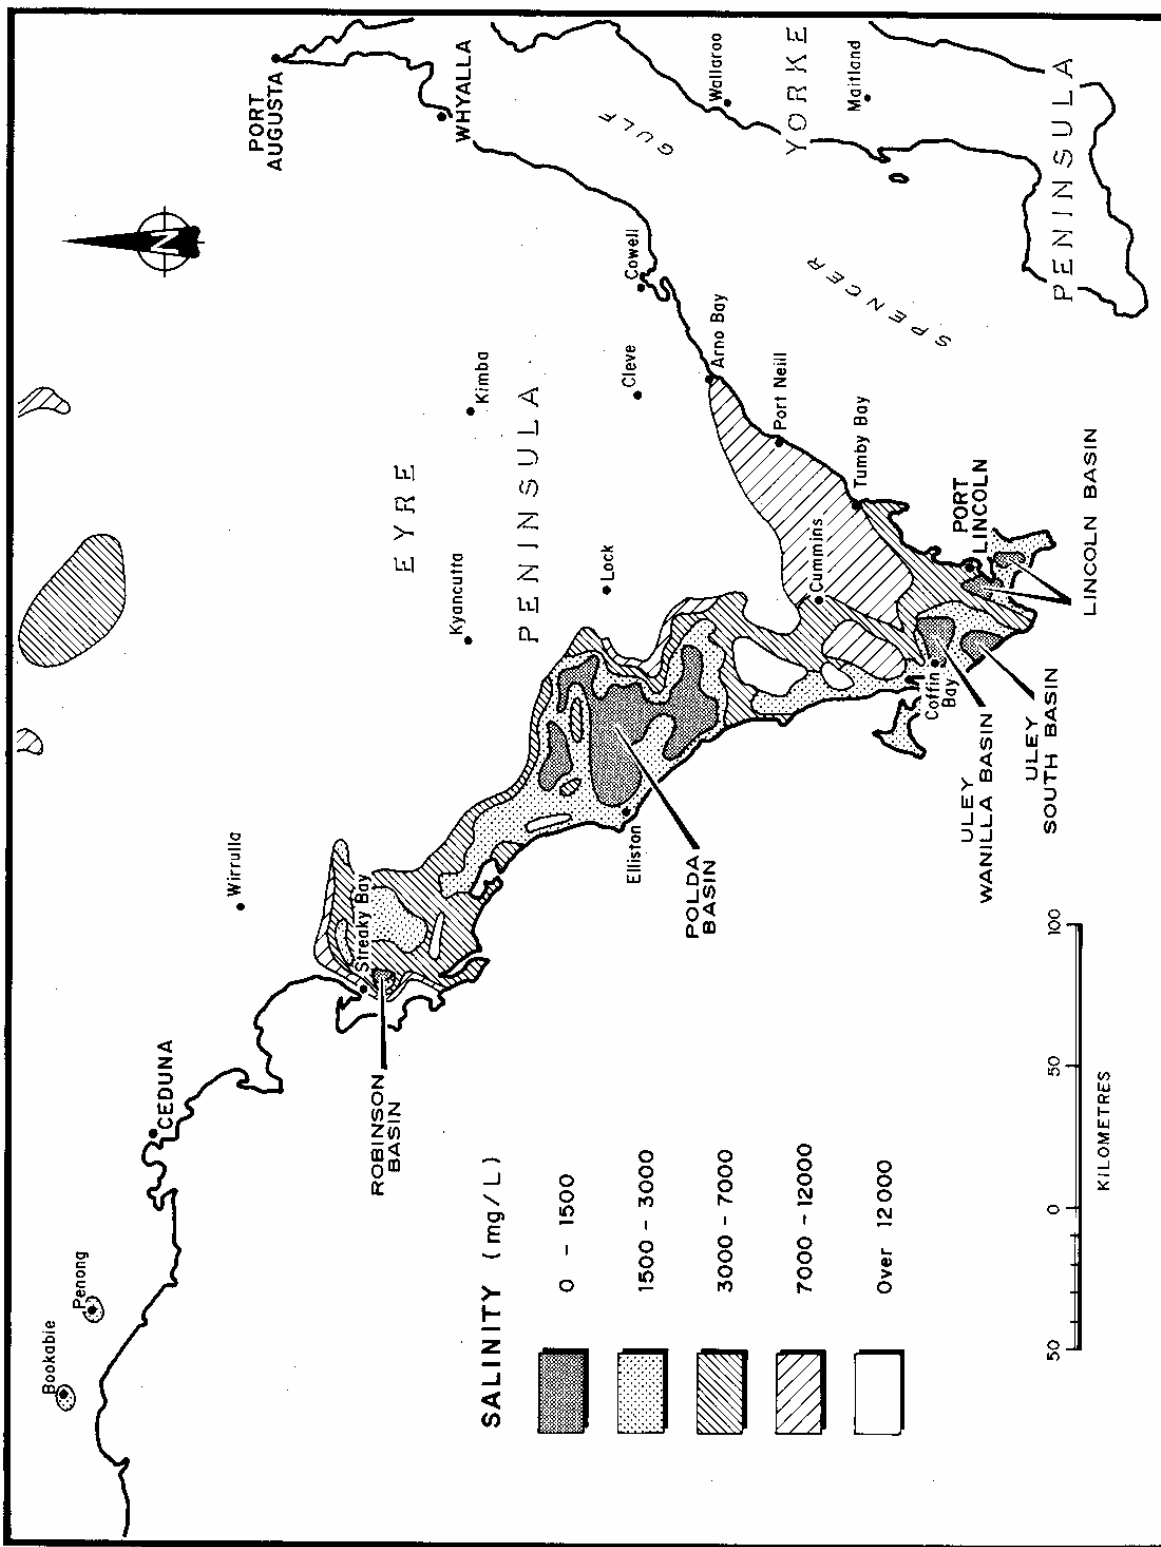 Bookabie
Penong
CEDUNA
Wirrulla
Streaky Bay
ROBINSON
BASIN
PORT
AUGUSTA
WHYALLA
N
Kimba
Kyancutta
EYRE
PENINSULA
Cleve
Cowell
Lock
Elliston
POLDA
BASIN
Arno Bay
Port Neill
Tumby Bay
Cummins
GULF
SPENCER
Wallaroo
YORKE
Maitland
PENINSULA
PORT
LINCOLN
Coffin
Bay
LINCOLN BASIN
ULEY
WANILLA BASIN
ULEY
SOUTH BASIN
SALINITY (mg/L)
0 - 1500
1500 - 3000
3000 - 7000
7000 - 12000
Over 12000
50 0 50 100
KILOMETRES